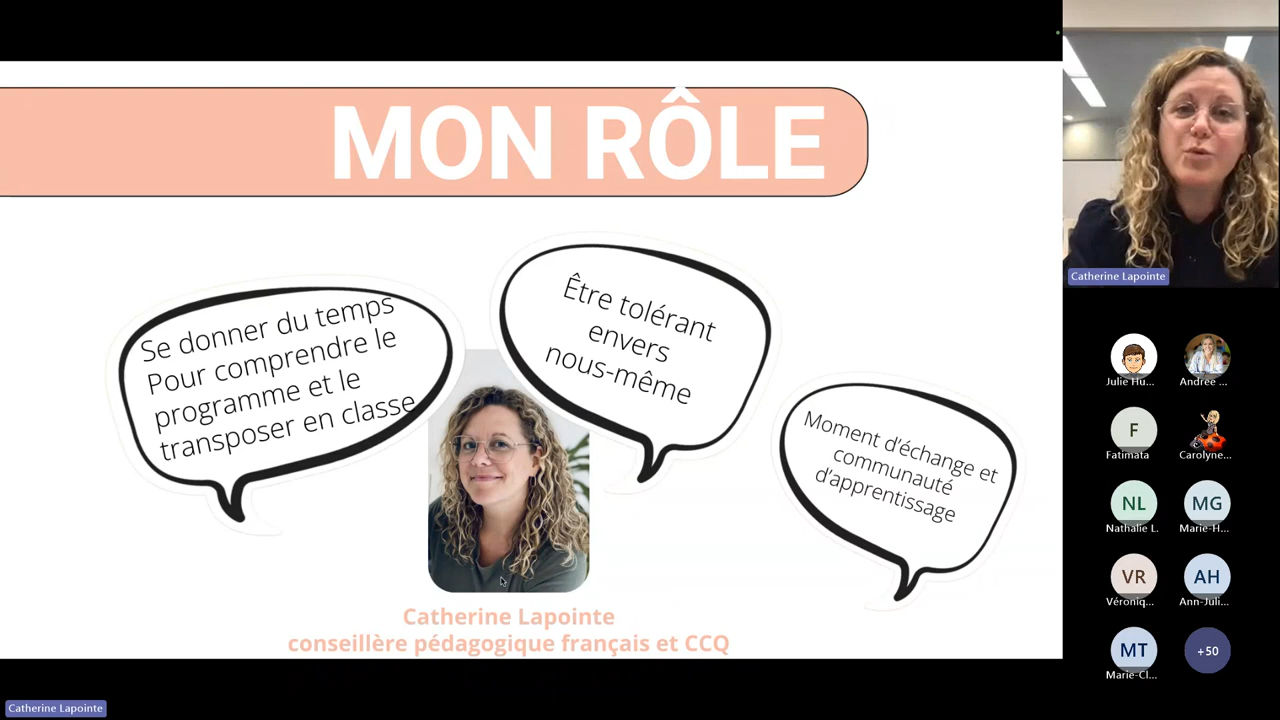 MON RÔLE
Se donner du temps
Pour comprendre le
programme et le
transposer en classe
Être tolérant
envers
nous-même
Moment d'échange et
communauté
d'apprentissage
Catherine Lapointe
conseillère pédagogique français et CCQ
Catherine Lapointe
Julie Hu...
Andrée ...
F
Fatimata
Carolyne...
NL
Nathalie L.
MG
Marie-H...
VR
Véroniq...
AH
Ann-Juli...
MT
Marie-Cl...
+50
Catherine Lapointe